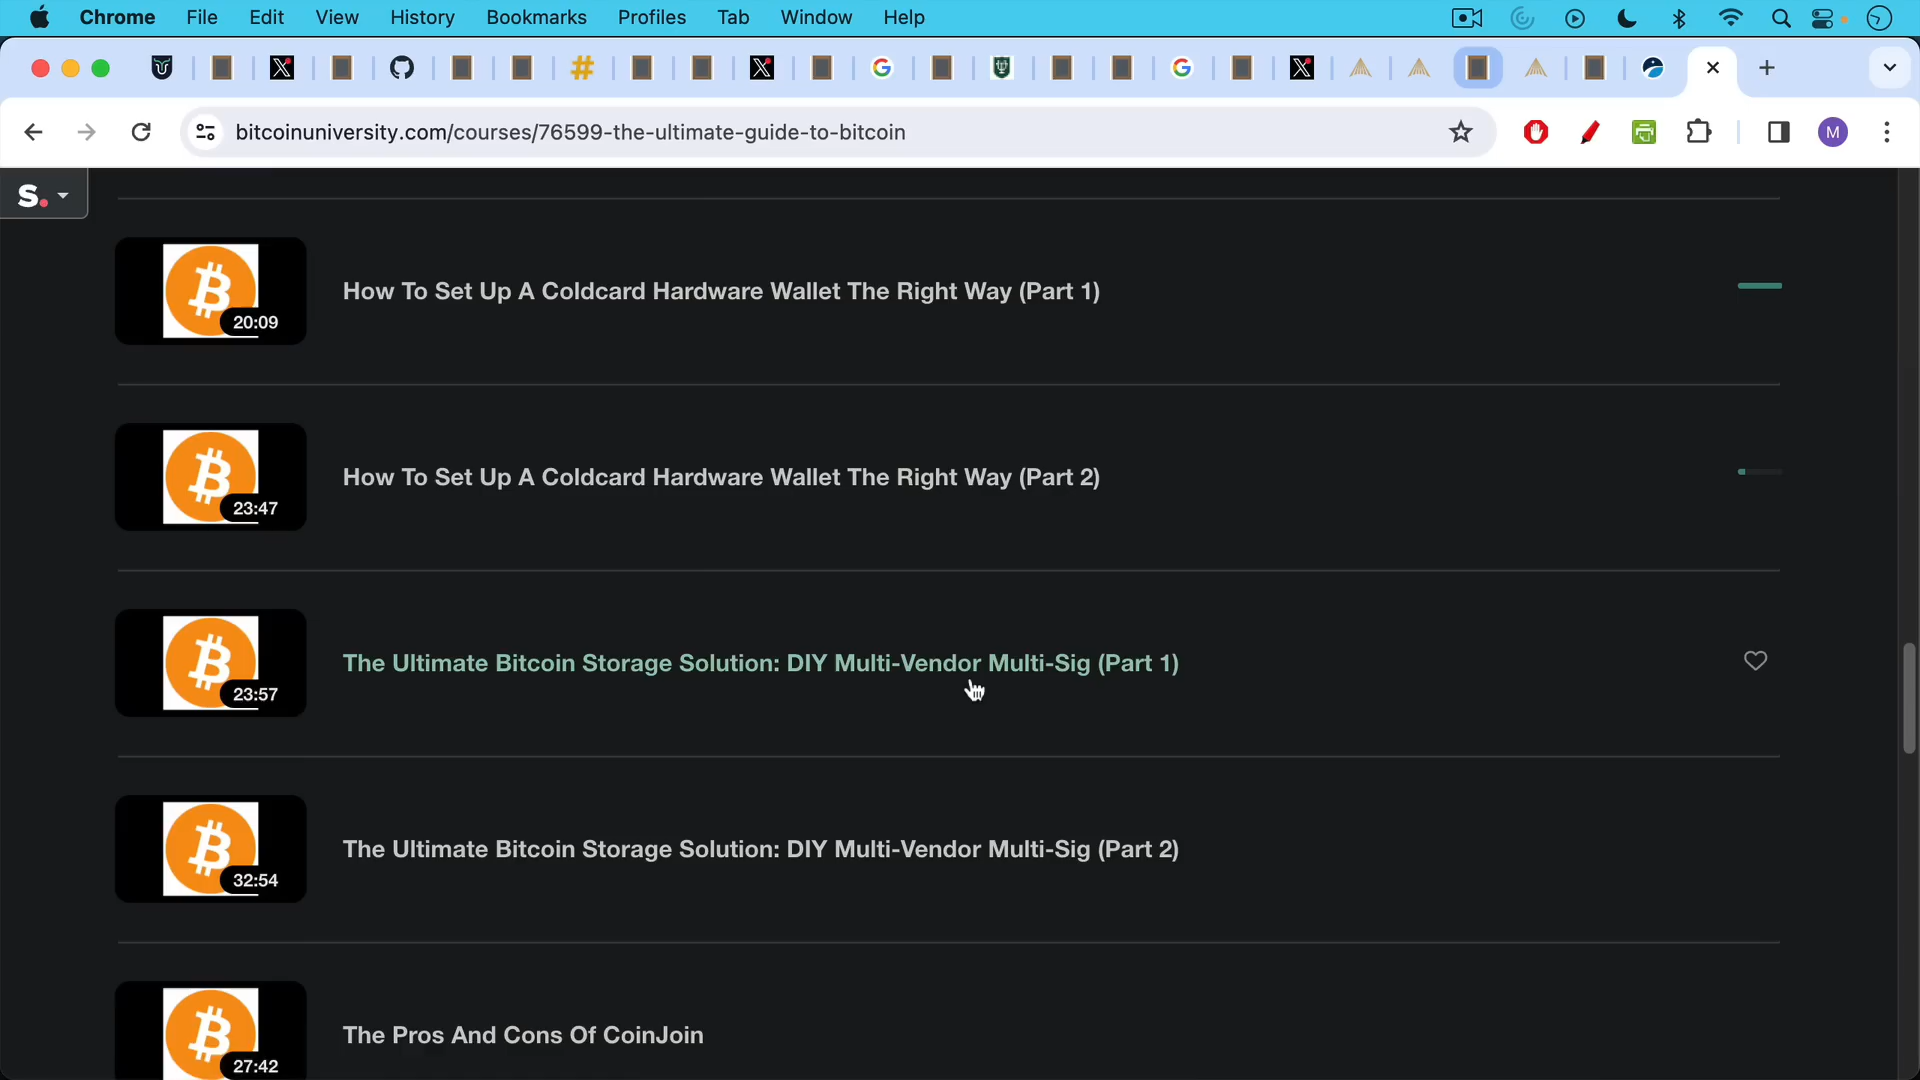 Chrome File Edit View History Bookmarks Profiles Tab Window Help
bitcoinuniversity.com/courses/76599-the-ultimate-guide-to-bitcoin
M
S.
20:09
How To Set Up A Coldcard Hardware Wallet The Right Way (Part 1)
23:47
How To Set Up A Coldcard Hardware Wallet The Right Way (Part 2)
23:57
The Ultimate Bitcoin Storage Solution: DIY Multi-Vendor Multi-Sig (Part 1)
32:54
The Ultimate Bitcoin Storage Solution: DIY Multi-Vendor Multi-Sig (Part 2)
27:42
The Pros And Cons Of CoinJoin